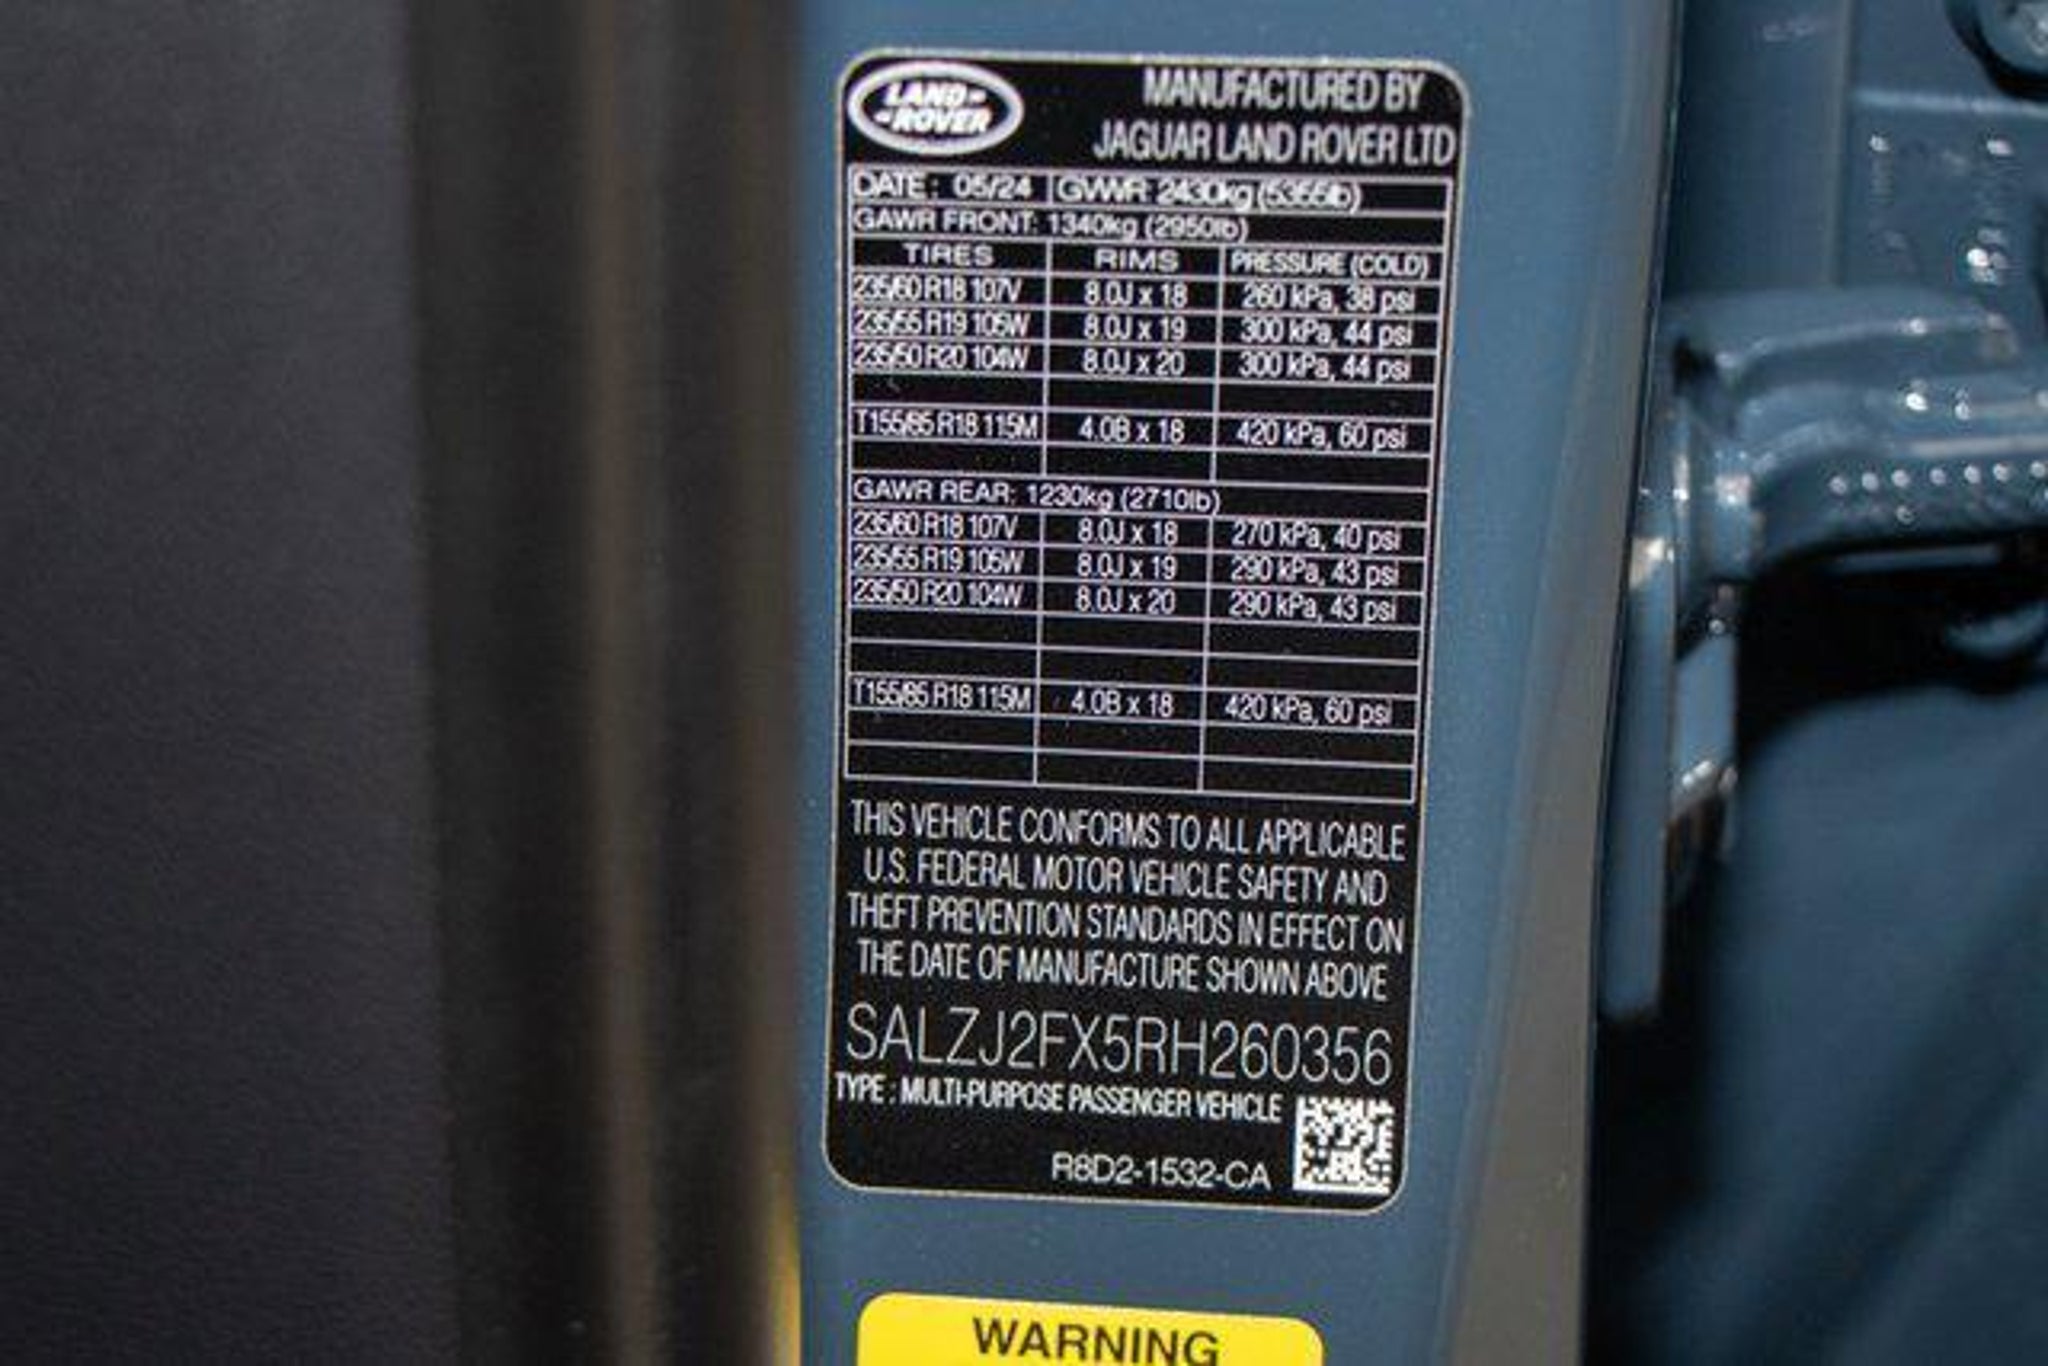 LAND-
-ROVER
MANUFACTURED BY
JAGUAR LAND ROVER LTD
DATE: 05/24 GVWR: 2430kg (5355lb)
GAWR FRONT: 1340kg (2950lb)
TIRES RIMS PRESSURE (COLD)
235/60 R18 107V 8.0J x 18 260 kPa, 38 psi
235/55 R19 105W 8.0J x 19 300 kPa, 44 psi
235/50 R20 104W 8.0J x 20 300 kPa, 44 psi
T155/85 R18 115M 4.0B x 18 420 kPa, 60 psi
GAWR REAR: 1230kg (2710lb)
235/60 R18 107V 8.0J x 18 270 kPa, 40 psi
235/55 R19 105W 8.0J x 19 290 kPa, 43 psi
235/50 R20 104W 8.0J x 20 290 kPa, 43 psi
T155/85 R18 115M 4.0B x 18 420 kPa, 60 psi
THIS VEHICLE CONFORMS TO ALL APPLICABLE
U.S. FEDERAL MOTOR VEHICLE SAFETY AND
THEFT PREVENTION STANDARDS IN EFFECT ON
THE DATE OF MANUFACTURE SHOWN ABOVE
SALZJ2FX5RH260356
TYPE : MULTI-PURPOSE PASSENGER VEHICLE
R8D2-1532-CA
WARNING